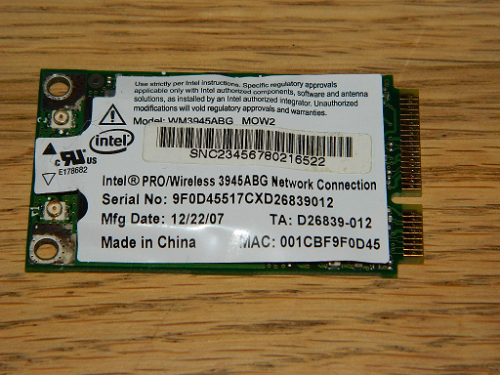 Use strictly per Intel instructions. Specific regulatory approvals
applicable only with Intel authorized components, software and antenna
solutions, as installed by an Intel authorized integrator. Unauthorized
modifications will void regulatory approvals and warranties.
Model: WM3945ABG MOW2
intel
SNC23456780216522
c RU US
E178682
Intel® PRO/Wireless 3945ABG Network Connection
Serial No: 9F0D45517CXD26839012
Mfg Date: 12/22/07 TA: D26839-012
Made in China MAC: 001CBF9F0D45